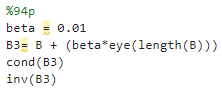 %94p
beta = 0.01
B3= B + (beta*eye(length(B)))
cond(B3)
inv(B3)